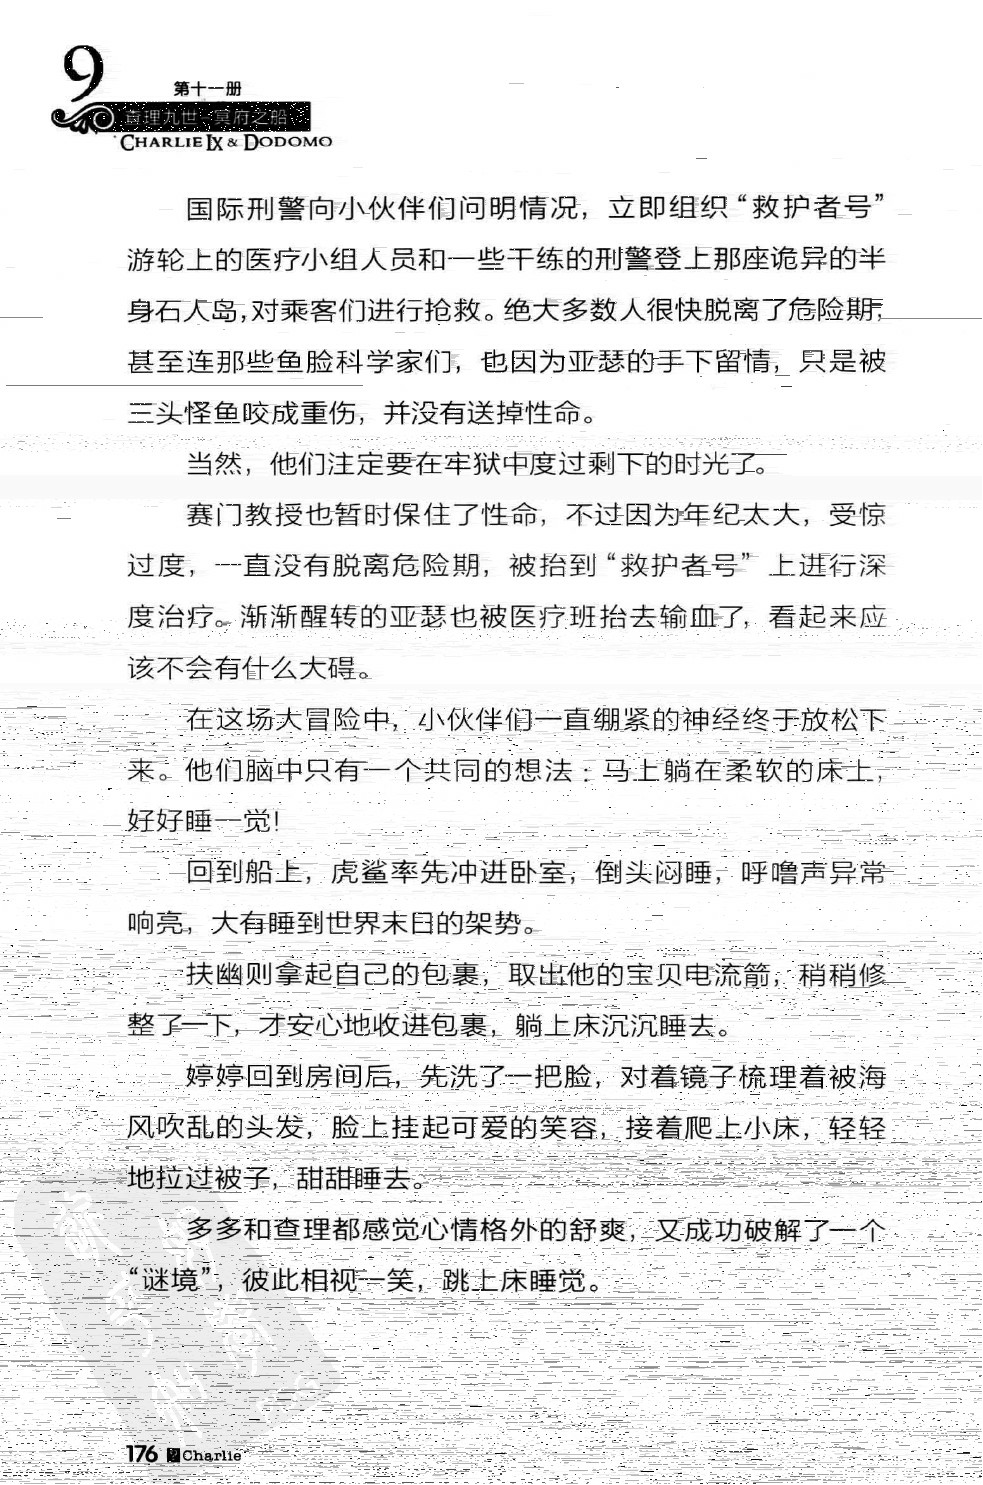 9
第十一册
查理九世·冥府之船
CHARLIE IX & DODOMO
国际刑警向小伙伴们问明情况，立即组织“救护者号”
游轮上的医疗小组人员和一些干练的刑警登上那座诡异的半
身石人岛，对乘客们进行抢救。绝大多数人很快脱离了危险期；
甚至连那些鱼脸科学家们，也因为亚瑟的手下留情，只是被
三头怪鱼咬成重伤，并没有送掉性命。
当然，他们注定要在牢狱中度过剩下的时光了。
赛门教授也暂时保住了性命，不过因为年纪太大，受惊
过度，一直没有脱离危险期，被抬到“救护者号”上进行深
度治疗。渐渐醒转的亚瑟也被医疗班抬去输血了，看起来应
该不会有什么大碍。
在这场大冒险中，小伙伴们一直绷紧的神经终于放松下
来。他们脑中只有一个共同的想法：马上躺在柔软的床上，
好好睡一觉！
回到船上，虎鲨率先冲进卧室，倒头闷睡，呼噜声异常
响亮，大有睡到世界末日的架势。
扶幽则拿起自己的包裹，取出他的宝贝电流箭，稍稍修
整了一下，才安心地收进包裹，躺上床沉沉睡去。
婷婷回到房间后，先洗了一把脸，对着镜子梳理着被海
风吹乱的头发，脸上挂起可爱的笑容，接着爬上小床，轻轻
地拉过被子，甜甜睡去。
多多和查理都感觉心情格外的舒爽，又成功破解了一个
“谜境”，彼此相视一笑，跳上床睡觉。
176 Charlie